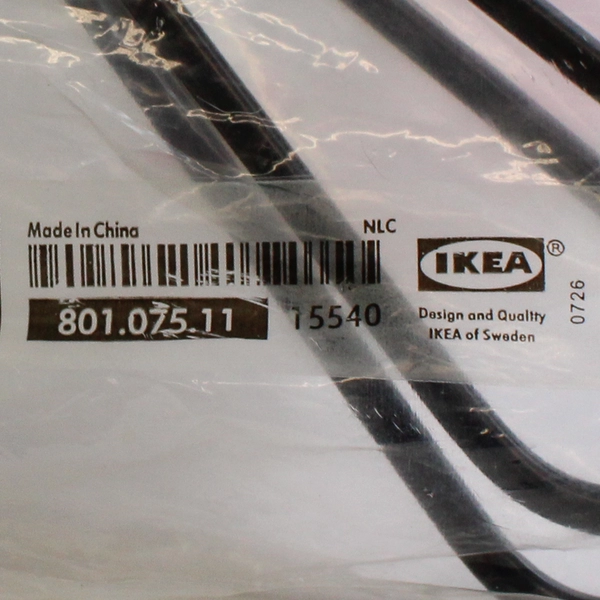 Made In China NLC
801.075.11 15540
IKEA®
Design and Quality
IKEA of Sweden
0726